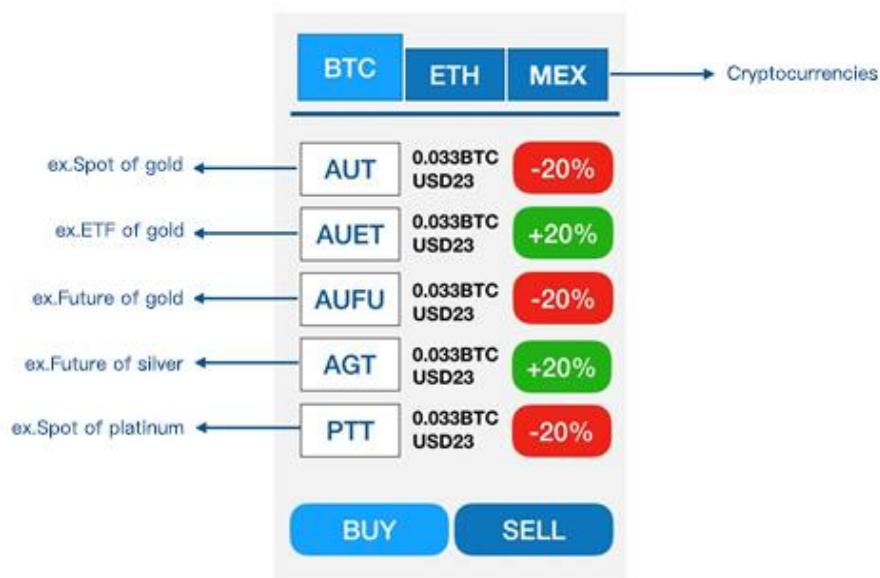 BTC ETH MEX Cryptocurrencies
ex.Spot of gold AUT 0.033BTC -20%
USD23
ex.ETF of gold AUET 0.033BTC +20%
USD23
ex.Future of gold AUFU 0.033BTC -20%
USD23
ex.Future of silver AGT 0.033BTC +20%
USD23
ex.Spot of platinum PTT 0.033BTC -20%
USD23
BUY SELL